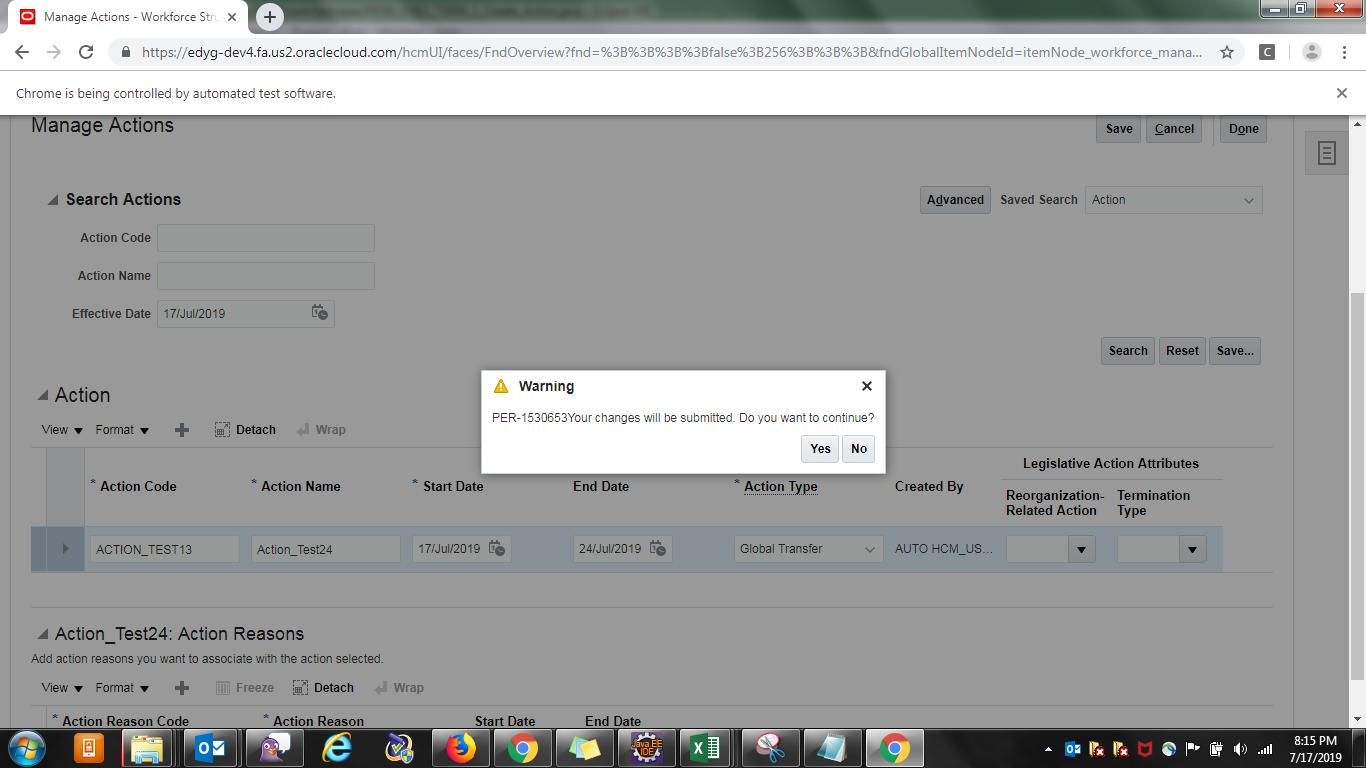 Manage Actions - Workforce Stru
https://edyg-dev4.fa.us2.oraclecloud.com/hcmUI/faces/FndOverview?fnd=%3B%3B%3B%3Bfalse%3B256%3B%3B%3B&fndGlobalItemNodeId=itemNode_workforce_mana...
C
Chrome is being controlled by automated test software.
Manage Actions
Save Cancel Done
Search Actions
Advanced Saved Search Action
Action Code
Action Name
Effective Date 17/Jul/2019
Search Reset Save...
Warning
PER-1530653Your changes will be submitted. Do you want to continue?
Yes No
Action
View Format Detach Wrap
Legislative Action Attributes
* Action Code * Action Name * Start Date End Date * Action Type Created By
Reorganization-Related Action Termination Type
ACTION_TEST13 Action_Test24 17/Jul/2019 24/Jul/2019 Global Transfer AUTO HCM_US...
Action_Test24: Action Reasons
Add action reasons you want to associate with the action selected.
View Format Freeze Detach Wrap
* Action Reason Code * Action Reason Start Date End Date
Java EE
IDE
8:15 PM
7/17/2019